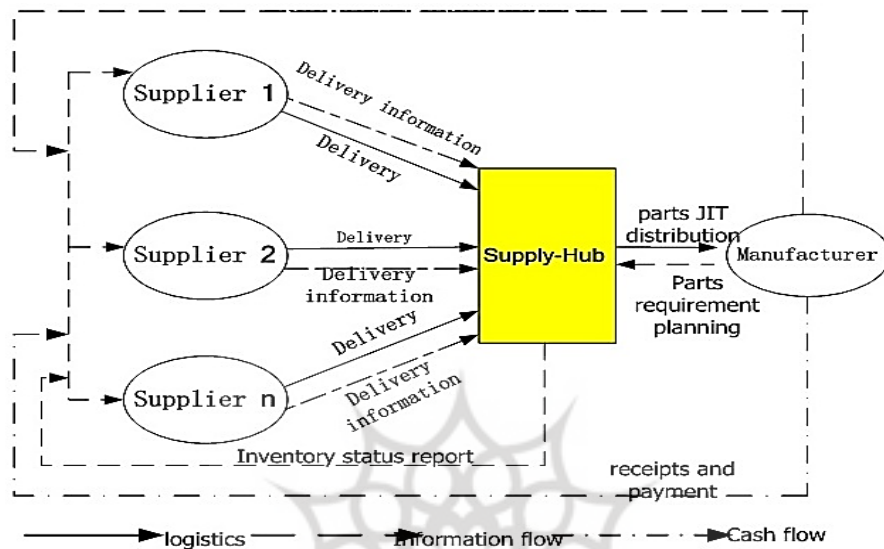 Supplier 1
Delivery information
Delivery
Supplier 2
Delivery
Delivery
information
Supplier n
Delivery
Delivery
information
Supply-Hub
parts JIT
distribution
Manufacturer
Parts
requirement
planning
Inventory status report
receipts and
payment
logistics
Information flow
Cash flow